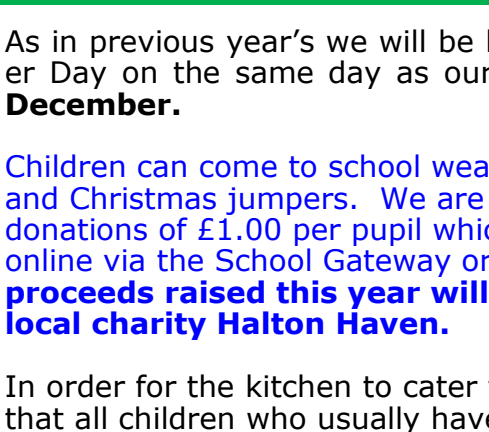 As in previous year's we will be
er Day on the same day as our
December.
Children can come to school
and Christmas jumpers. We are
donations of £1.00 per pupil
online via the School Gateway or
proceeds raised this year will
local charity Halton Haven.
In order for the kitchen to cater
that all children who usually have